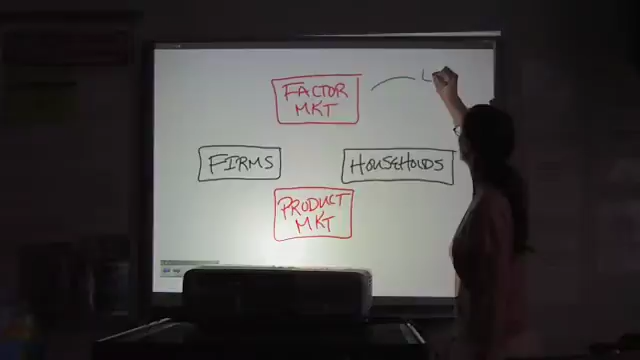 FACTOR
MKT
L
FIRMS
HOUSEHOLDS
PRODUCT
MKT